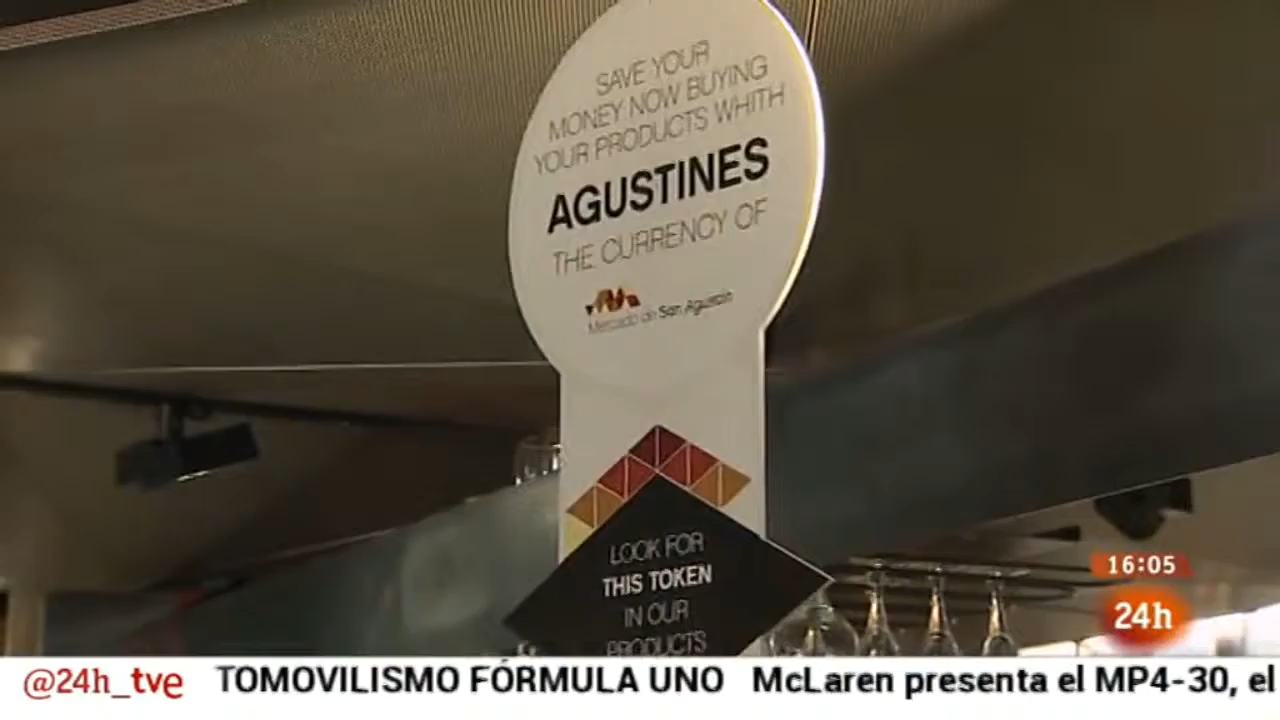 SAVE YOUR
MONEY NOW BUYING
YOUR PRODUCTS WHITH
AGUSTINES
THE CURRENCY OF
Mercado de San Agustín
LOOK FOR
THIS TOKEN
IN OUR
PRODUCTS
16:05
24h
@24h_tve TOMOVILISMO FÓRMULA UNO McLaren presenta el MP4-30, el